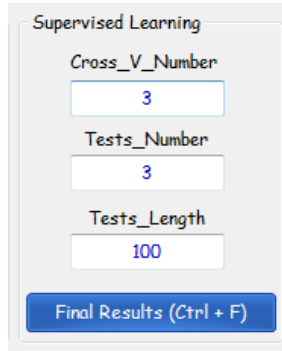 Supervised Learning
Cross_V_Number
3
Tests_Number
3
Tests_Length
100
Final Results (Ctrl + F)